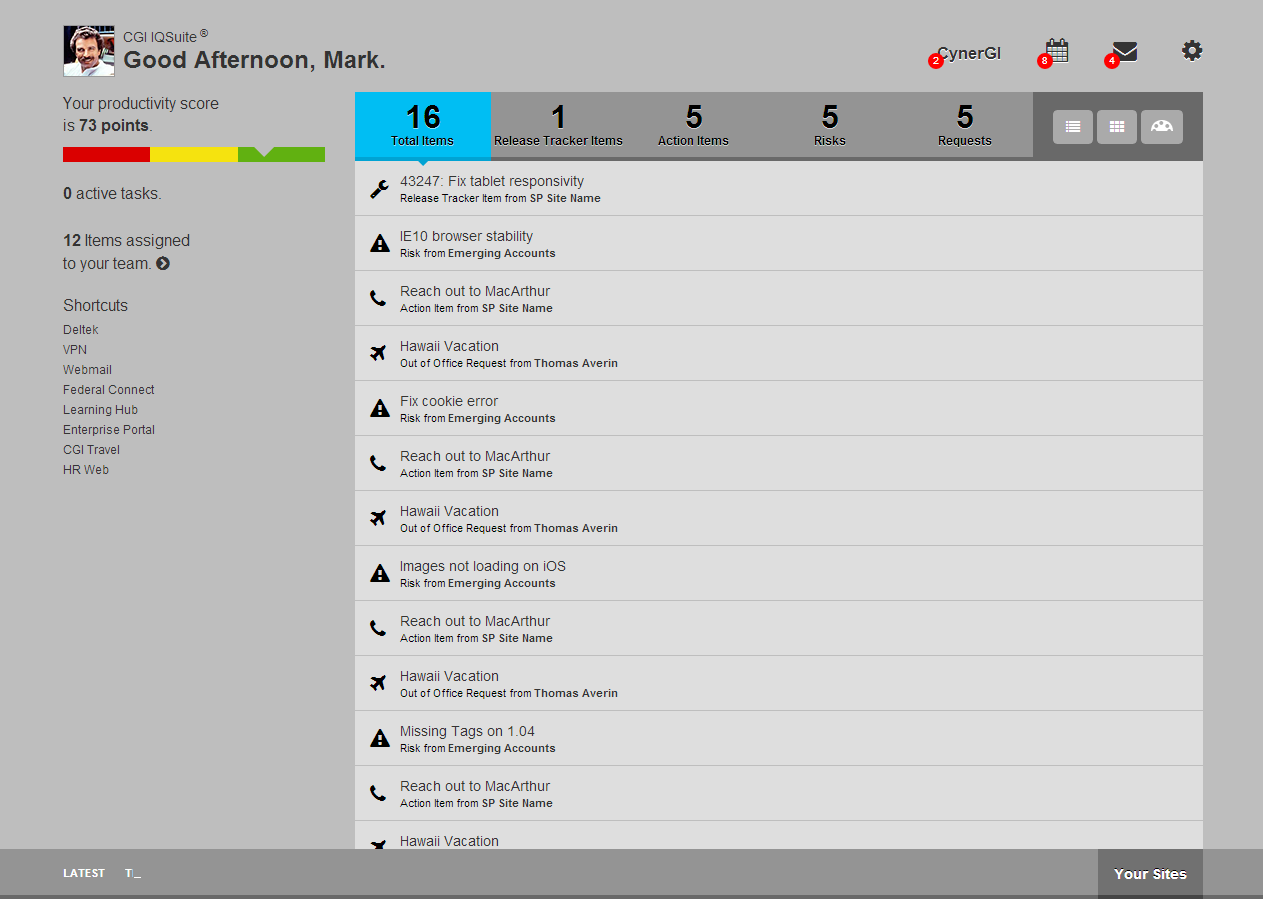 CGI IQSuite ®
Good Afternoon, Mark.
2 CynerGI
8
4
Your productivity score
is 73 points.
0 active tasks.
12 Items assigned
to your team.
Shortcuts
Deltek
VPN
Webmail
Federal Connect
Learning Hub
Enterprise Portal
CGI Travel
HR Web
16
Total Items
1
Release Tracker Items
5
Action Items
5
Risks
5
Requests
43247: Fix tablet responsivity
Release Tracker Item from SP Site Name
IE10 browser stability
Risk from Emerging Accounts
Reach out to MacArthur
Action Item from SP Site Name
Hawaii Vacation
Out of Office Request from Thomas Averin
Fix cookie error
Risk from Emerging Accounts
Reach out to MacArthur
Action Item from SP Site Name
Hawaii Vacation
Out of Office Request from Thomas Averin
Images not loading on iOS
Risk from Emerging Accounts
Reach out to MacArthur
Action Item from SP Site Name
Hawaii Vacation
Out of Office Request from Thomas Averin
Missing Tags on 1.04
Risk from Emerging Accounts
Reach out to MacArthur
Action Item from SP Site Name
Hawaii Vacation
LATEST T_
Your Sites